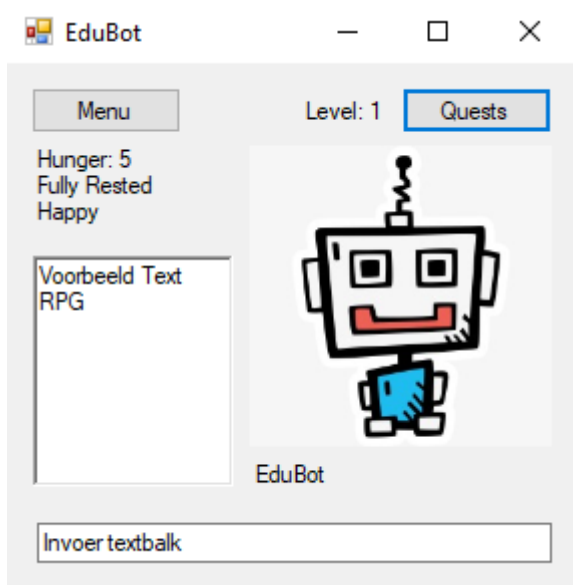 EduBot
Menu
Level: 1
Quests
Hunger: 5
Fully Rested
Happy
Voorbeeld Text
RPG
EduBot
Invoer textbalk